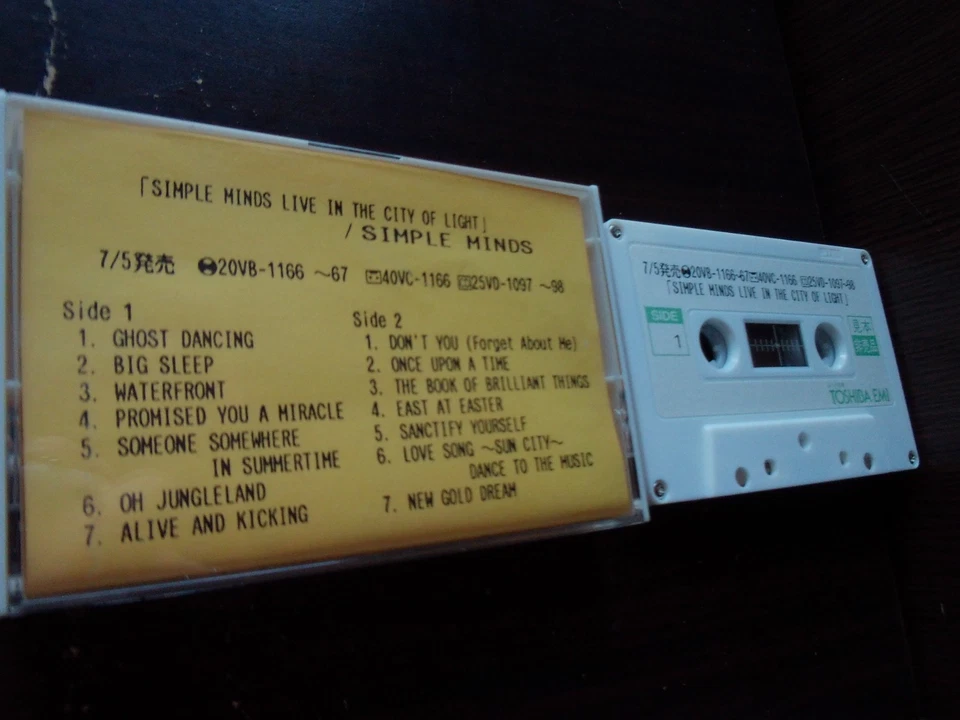 「SIMPLE MINDS LIVE IN THE CITY OF LIGHT」
/ SIMPLE MINDS
7/5発売 20VB-1166 ～67 40VC-1166 25VD-1097 ～98
Side 1
1. GHOST DANCING
2. BIG SLEEP
3. WATERFRONT
4. PROMISED YOU A MIRACLE
5. SOMEONE SOMEWHERE
IN SUMMERTIME
6. OH JUNGLELAND
7. ALIVE AND KICKING
Side 2
1. DON'T YOU (Forget About Me)
2. ONCE UPON A TIME
3. THE BOOK OF BRILLIANT THINGS
4. EAST AT EASTER
5. SANCTIFY YOURSELF
6. LOVE SONG ～SUN CITY～
DANCE TO THE MUSIC
7. NEW GOLD DREAM
7/5発売 20VB-1166-67 40VC-1166 25VD-1097-98
「SIMPLE MINDS LIVE IN THE CITY OF LIGHT」
SIDE
1
見本
非売品
TOSHIBA EMI